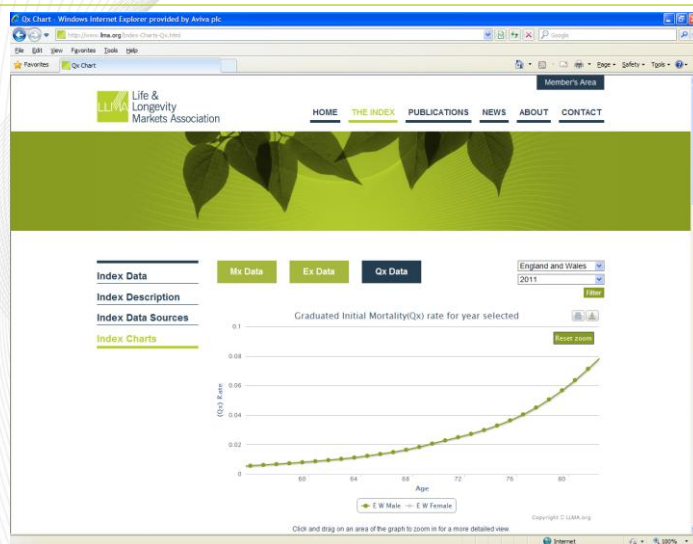 Qx Chart - Windows Internet Explorer provided by Aviva plc
http://www.llma.org/Index-Charts-Qx.html
Google
File Edit View Favorites Tools Help
Favorites Qx Chart
Page Safety Tools
Member's Area
LLMA
Life &
Longevity
Markets Association
HOME THE INDEX PUBLICATIONS NEWS ABOUT CONTACT
Index Data
Index Description
Index Data Sources
Index Charts
Mx Data Ex Data Qx Data
England and Wales
2011
Filter
Graduated Initial Mortality(Qx) rate for year selected
Reset zoom
0.1
0.08
0.06
0.04
0.02
0
(Qx) Rate
60 64 68 72 76 80
Age
E W Male E W Female
Copyright © LLMA.org
Click and drag on an area of the graph to zoom in for a more detailed view.
Internet 100%